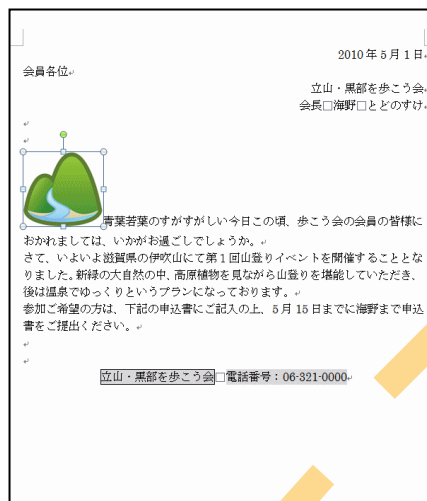 2010年5月1日
会員各位
立山・黒部を歩こう会
会長□海野□とどのすけ
青葉若葉のすがすがしい今日この頃、歩こう会の会員の皆様に
おかれましては、いかがお過ごしでしょうか。
さて、いよいよ滋賀県の伊吹山にて第1回山登りイベントを開催することとな
りました。新緑の大自然の中、高原植物を見ながら山登りを堪能していただき、
後は温泉でゆっくりというプランになっております。
参加ご希望の方は、下記の申込書にご記入の上、5月15日までに海野まで申込
書をご提出ください。
立山・黒部を歩こう会□電話番号：06-321-0000